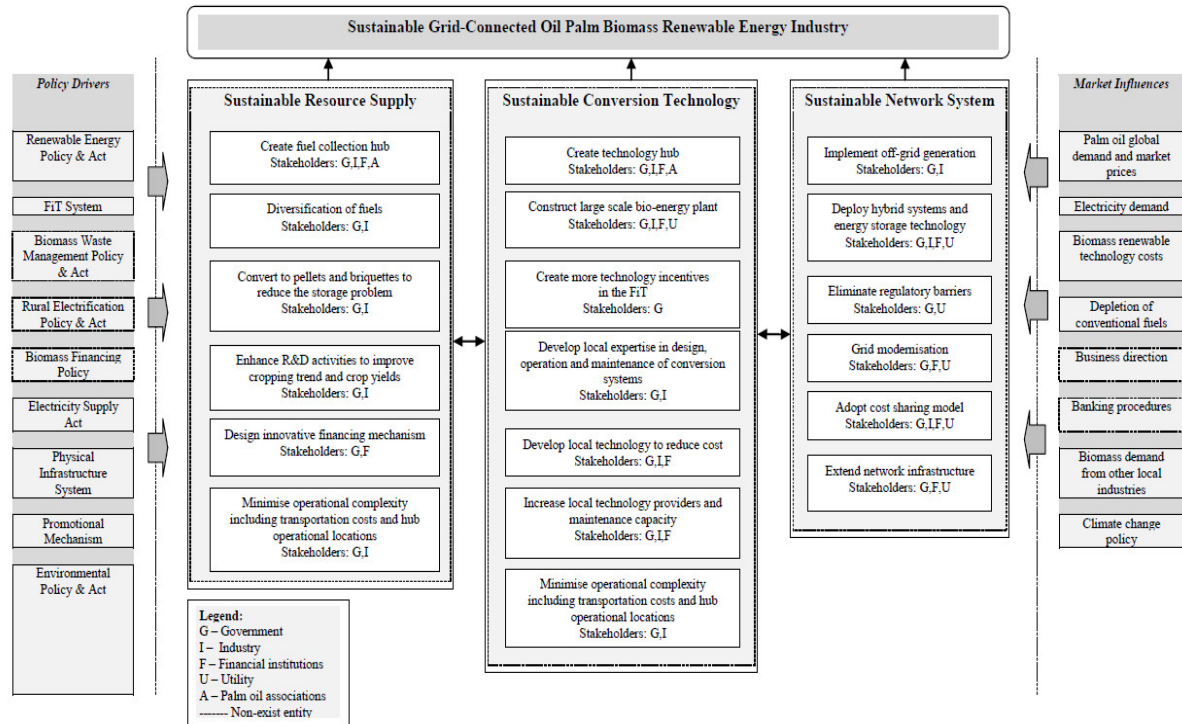 Sustainable Grid-Connected Oil Palm Biomass Renewable Energy Industry
Policy Drivers
Renewable Energy
Policy & Act
FiT System
Biomass Waste
Management Policy
& Act
Rural Electrification
Policy & Act
Biomass Financing
Policy
Electricity Supply
Act
Physical
Infrastructure
System
Promotional
Mechanism
Environmental
Policy & Act
Sustainable Resource Supply
Create fuel collection hub
Stakeholders: G,I,F,A
Diversification of fuels
Stakeholders: G,I
Convert to pellets and briquettes to
reduce the storage problem
Stakeholders: G,I
Enhance R&D activities to improve
cropping trend and crop yields
Stakeholders: G,I
Design innovative financing mechanism
Stakeholders: G,F
Minimise operational complexity
including transportation costs and hub
operational locations
Stakeholders: G,I
Sustainable Conversion Technology
Create technology hub
Stakeholders: G,I,F,A
Construct large scale bio-energy plant
Stakeholders: G,I,F,U
Create more technology incentives
in the FiT
Stakeholders: G
Develop local expertise in design,
operation and maintenance of conversion
systems
Stakeholders: G,I
Develop local technology to reduce cost
Stakeholders: G,I,F
Increase local technology providers and
maintenance capacity
Stakeholders: G,I,F
Minimise operational complexity
including transportation costs and hub
operational locations
Stakeholders: G,I
Sustainable Network System
Implement off-grid generation
Stakeholders: G,I
Deploy hybrid systems and
energy storage technology
Stakeholders: G,I,F,U
Eliminate regulatory barriers
Stakeholders: G,U
Grid modernisation
Stakeholders: G,F,U
Adopt cost sharing model
Stakeholders: G,I,F,U
Extend network infrastructure
Stakeholders: G,F,U
Market Influences
Palm oil global
demand and market
prices
Electricity demand
Biomass renewable
technology costs
Depletion of
conventional fuels
Business direction
Banking procedures
Biomass demand
from other local
industries
Climate change
policy
Legend:
G – Government
I – Industry
F – Financial institutions
U – Utility
A – Palm oil associations
------- Non-exist entity